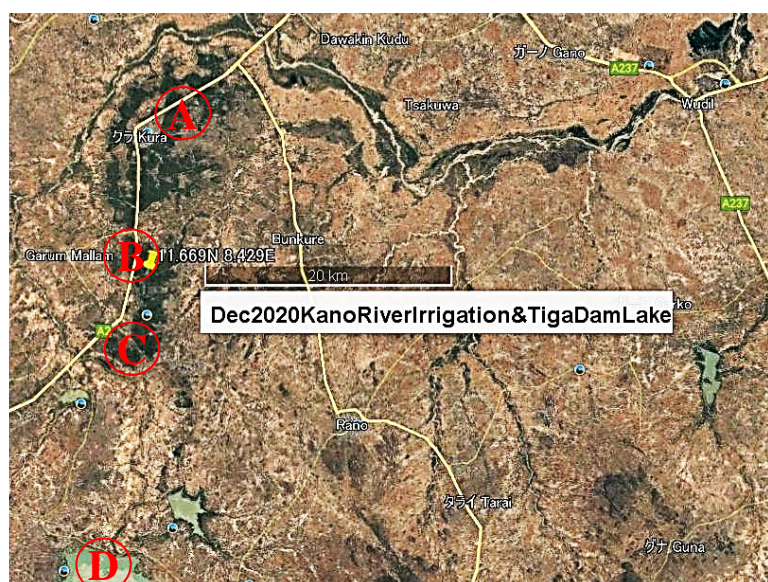 Dawakin Kudu
ガーノ Gano
A237
Tsakuwa
Wudil
A
クラ Kura
A237
Bunkure
Garum Mallam
B
11.669N 8.429E
20 km
Dec2020KanoRiverIrrigation&TigaDamLake
A2
C
Rano
タライ Tarai
グナ Guna
D